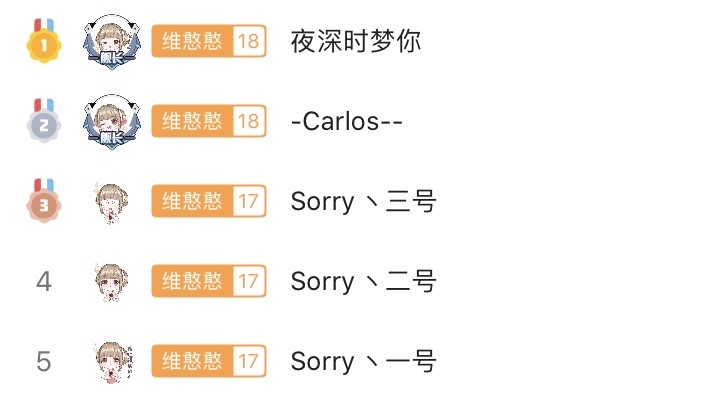 1 舰长 维憨憨 18 夜深时梦你
2 舰长 维憨憨 18 -Carlos--
3 维憨憨 17 Sorry丶三号
4 维憨憨 17 Sorry丶二号
5 维憨憨 17 Sorry丶一号